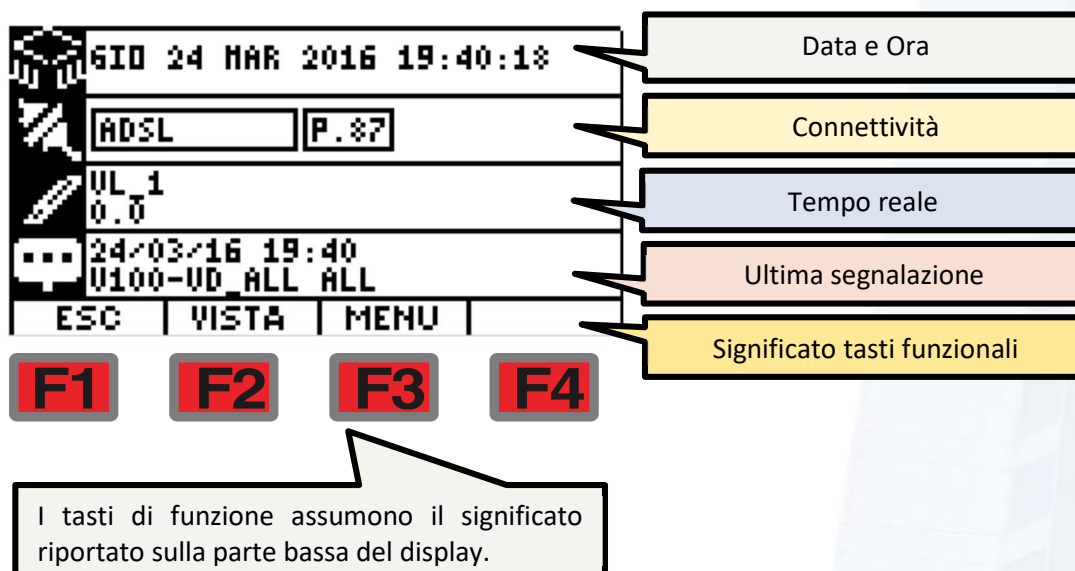 GIO 24 MAR 2016 19:40:18
Data e Ora
ADSL P.87
Connettività
VL_1
0.0
Tempo reale
24/03/16 19:40
V100-VD_ALL ALL
Ultima segnalazione
ESC VISTA MENU
Significato tasti funzionali
F1 F2 F3 F4
I tasti di funzione assumono il significato
riportato sulla parte bassa del display.